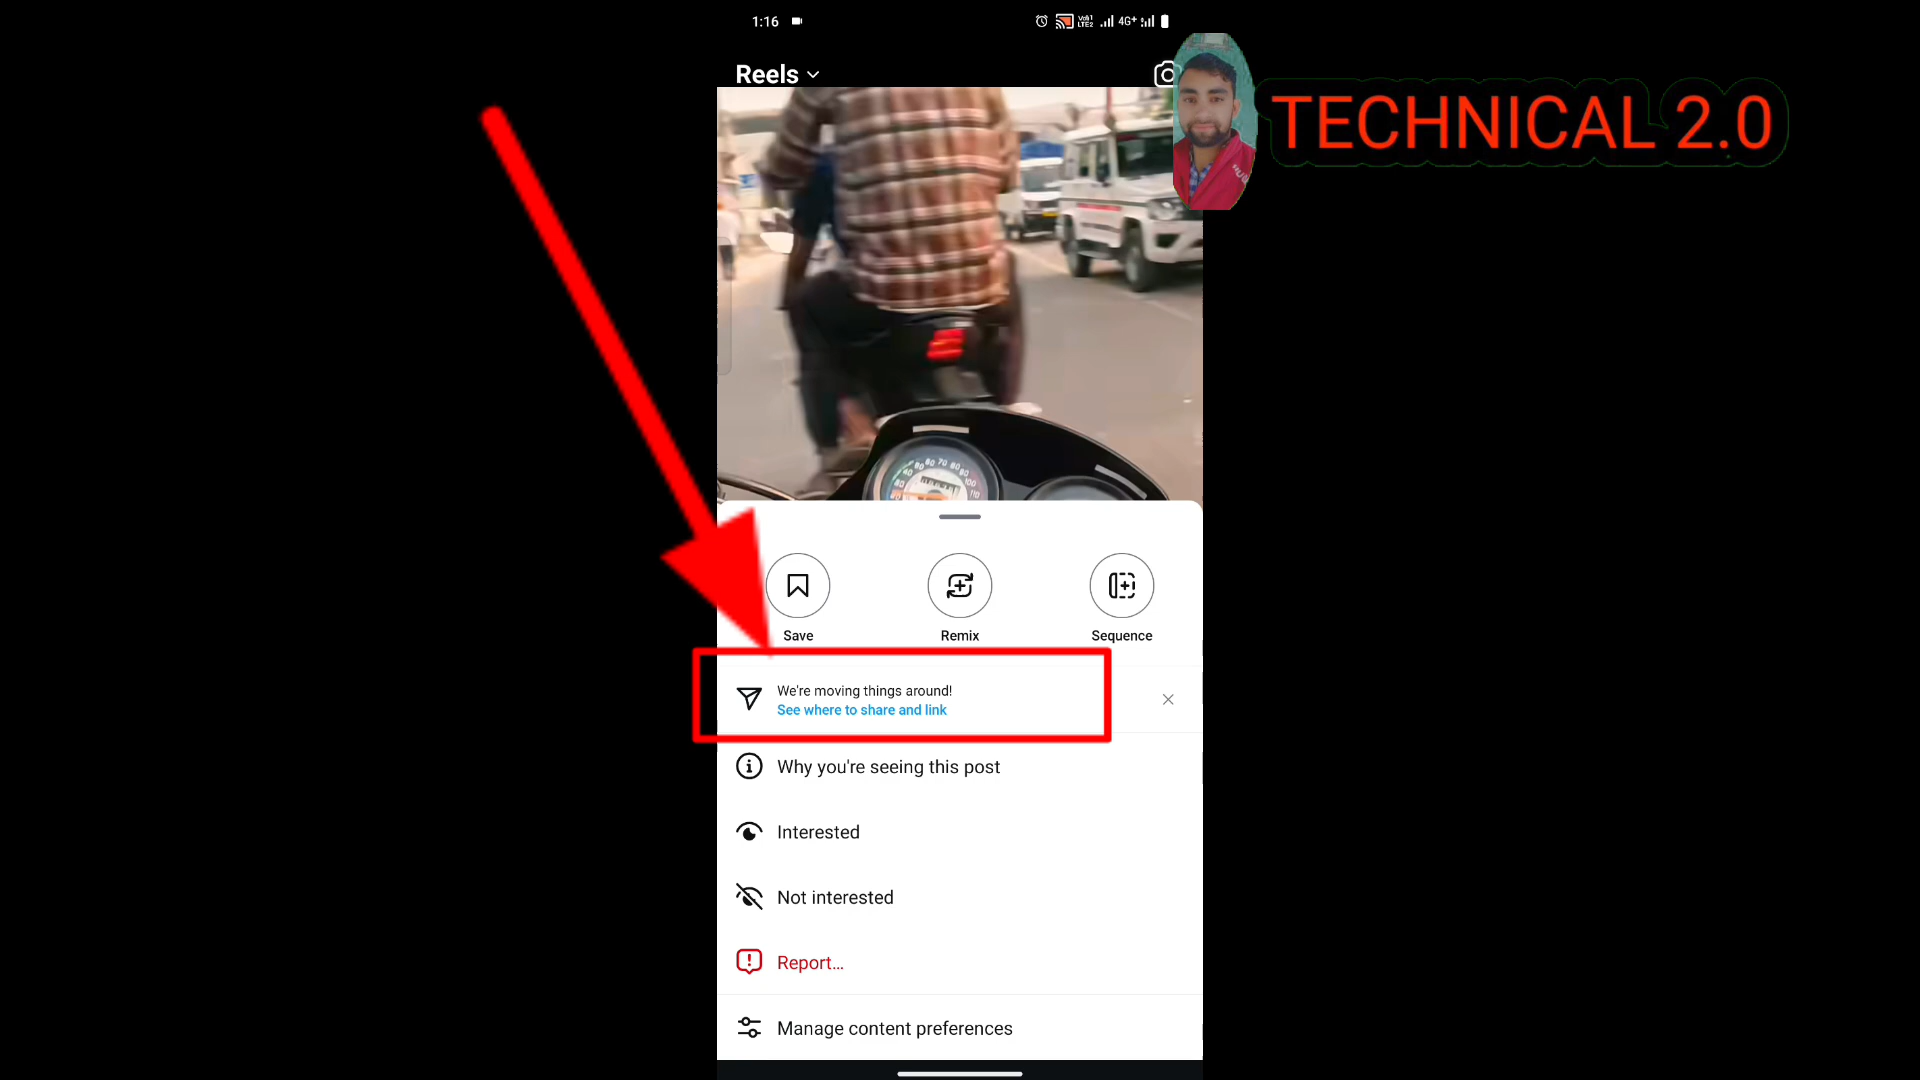 1:16
4G+
Reels
TECHNICAL 2.0
Save
Remix
Sequence
We're moving things around!
See where to share and link
Why you're seeing this post
Interested
Not interested
Report...
Manage content preferences